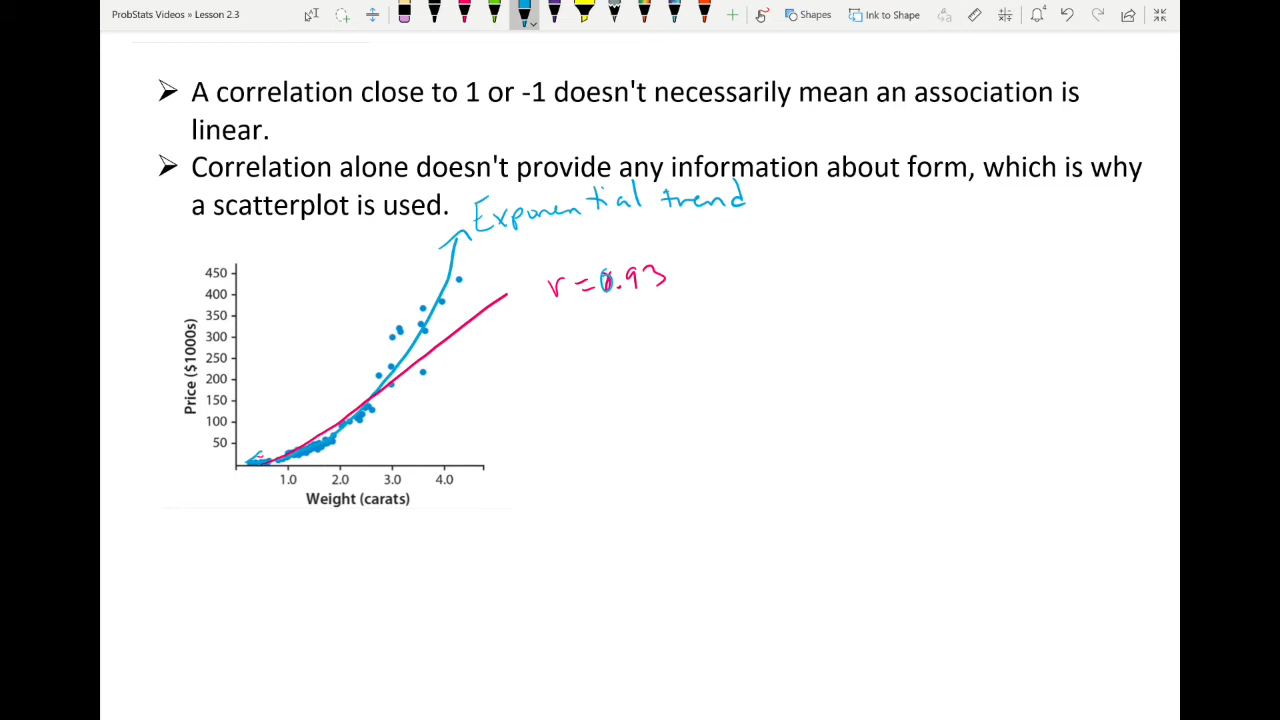 ProbStats Videos » Lesson 2.3
Shapes
Ink to Shape
4
A correlation close to 1 or -1 doesn't necessarily mean an association is
linear.
Correlation alone doesn't provide any information about form, which is why
a scatterplot is used.
Exponential trend
r = 0.93
450
400
350
300
250
200
150
100
50
Price ($1000s)
1.0 2.0 3.0 4.0
Weight (carats)